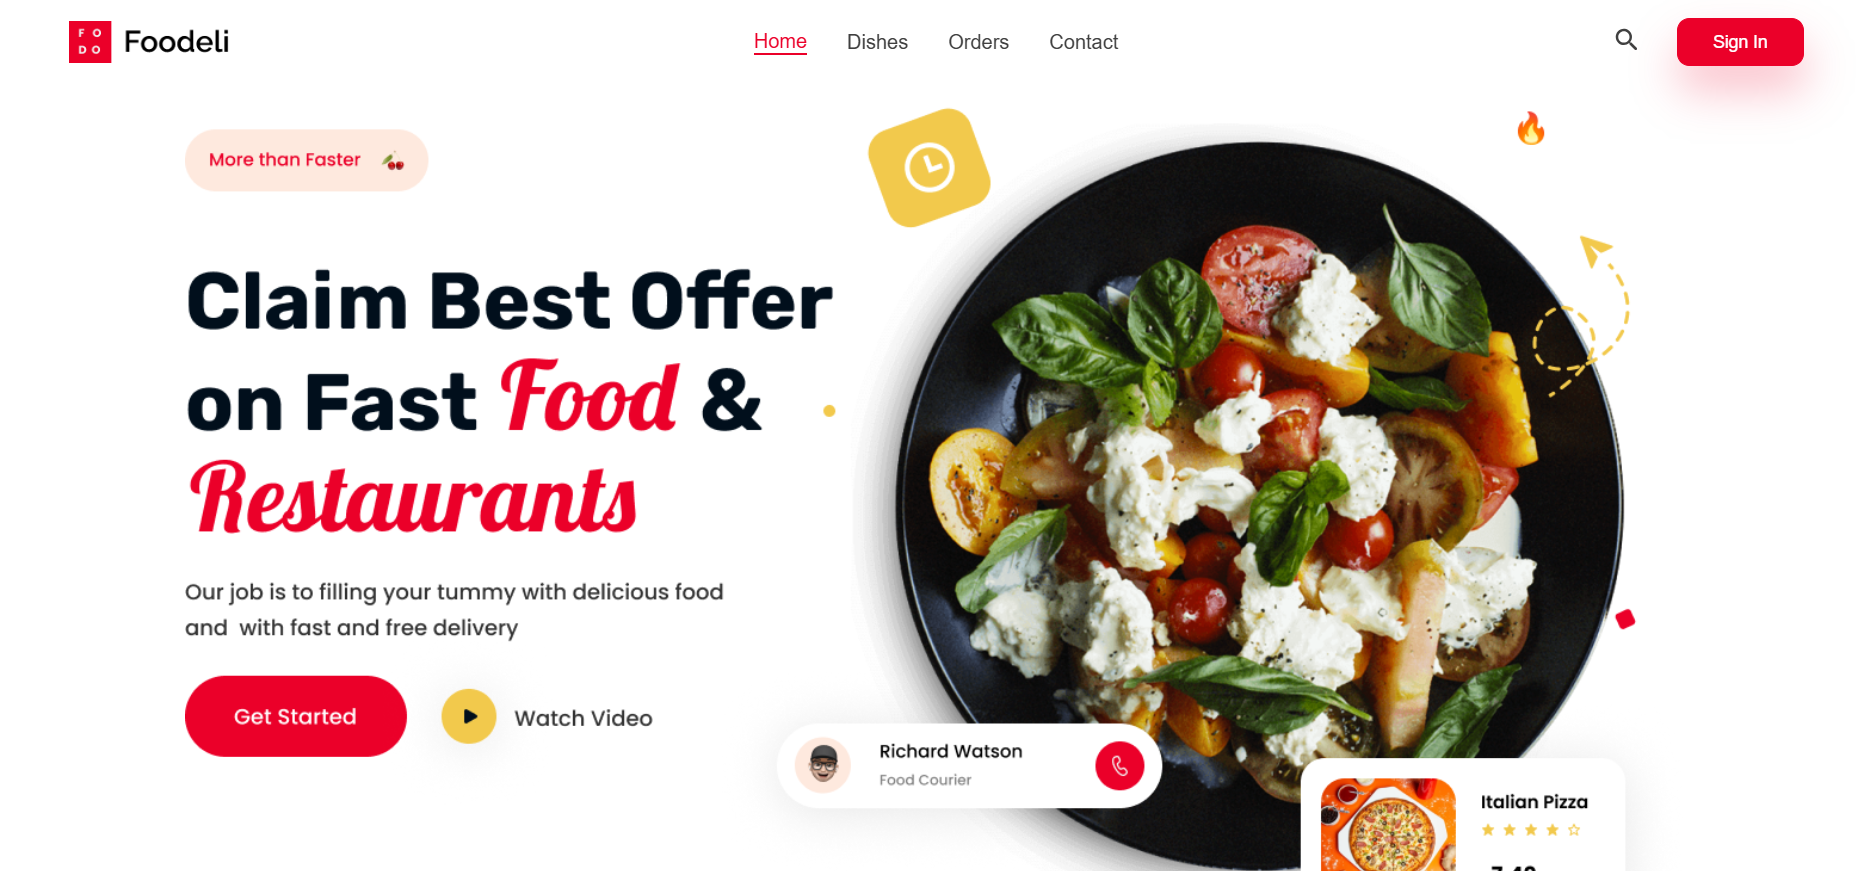 FO
DO
Foodeli
Home
Dishes
Orders
Contact
Sign In
More than Faster
Claim Best Offer
on Fast Food &
Restaurants
Our job is to filling your tummy with delicious food
and with fast and free delivery
Get Started
Watch Video
Richard Watson
Food Courier
Italian Pizza